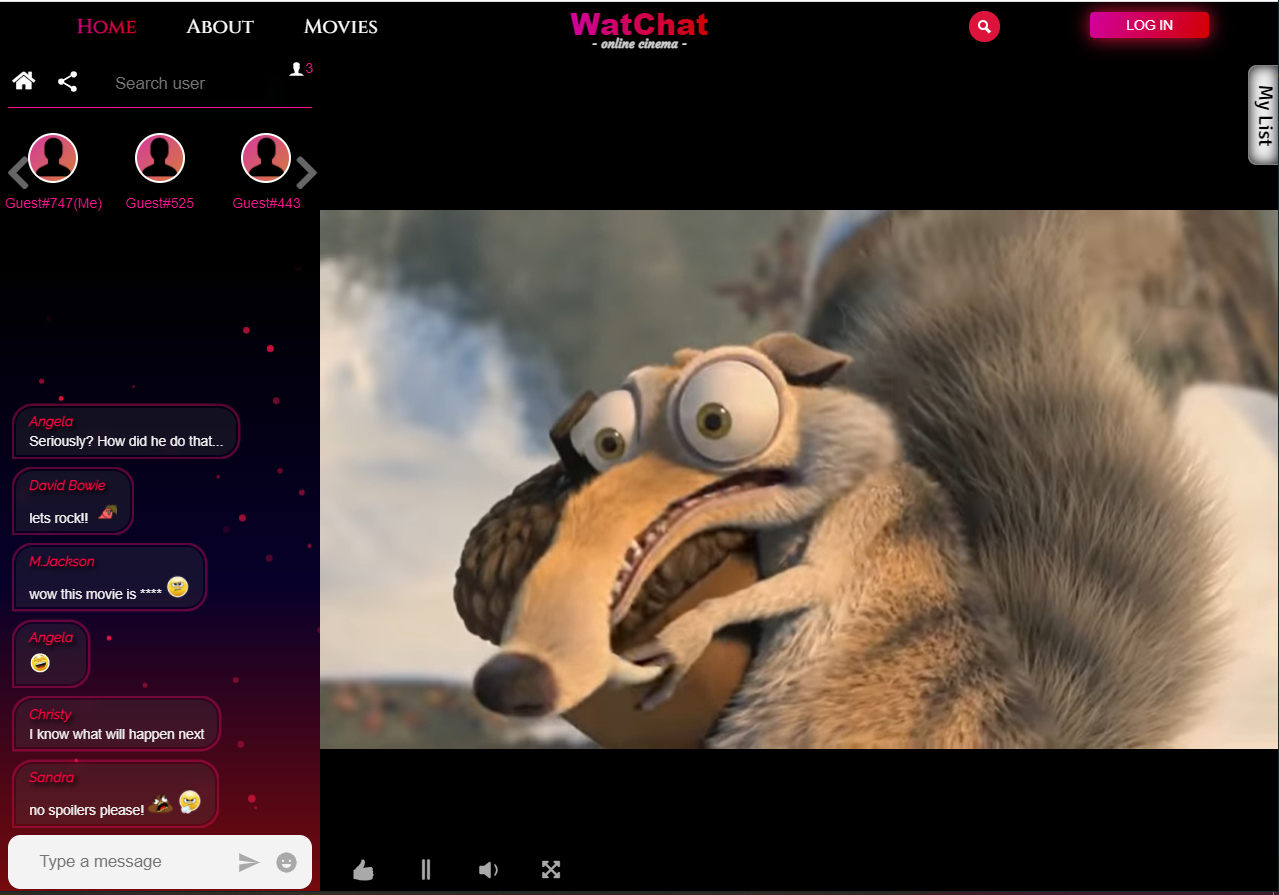 Home
About
Movies
WatChat
- online cinema -
LOG IN
Search user
3
My List
Guest#747(Me)
Guest#525
Guest#443
Angela
Seriously? How did he do that...
David Bowie
lets rock!!
M.Jackson
wow this movie is ****
Angela
Christy
I know what will happen next
Sandra
no spoilers please!
Type a message